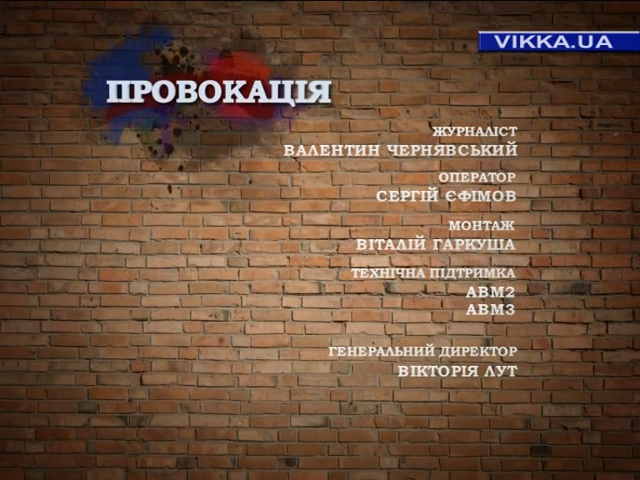 VIKKA.UA
ПРОВОКАЦІЯ
ЖУРНАЛІСТ
ВАЛЕНТИН ЧЕРНЯВСЬКИЙ
ОПЕРАТОР
СЕРГІЙ ЄФІМОВ
МОНТАЖ
ВІТАЛІЙ ГАРКУША
ТЕХНІЧНА ПІДТРИМКА
АВМ2
АВМ3
ГЕНЕРАЛЬНИЙ ДИРЕКТОР
ВІКТОРІЯ ЛУТ